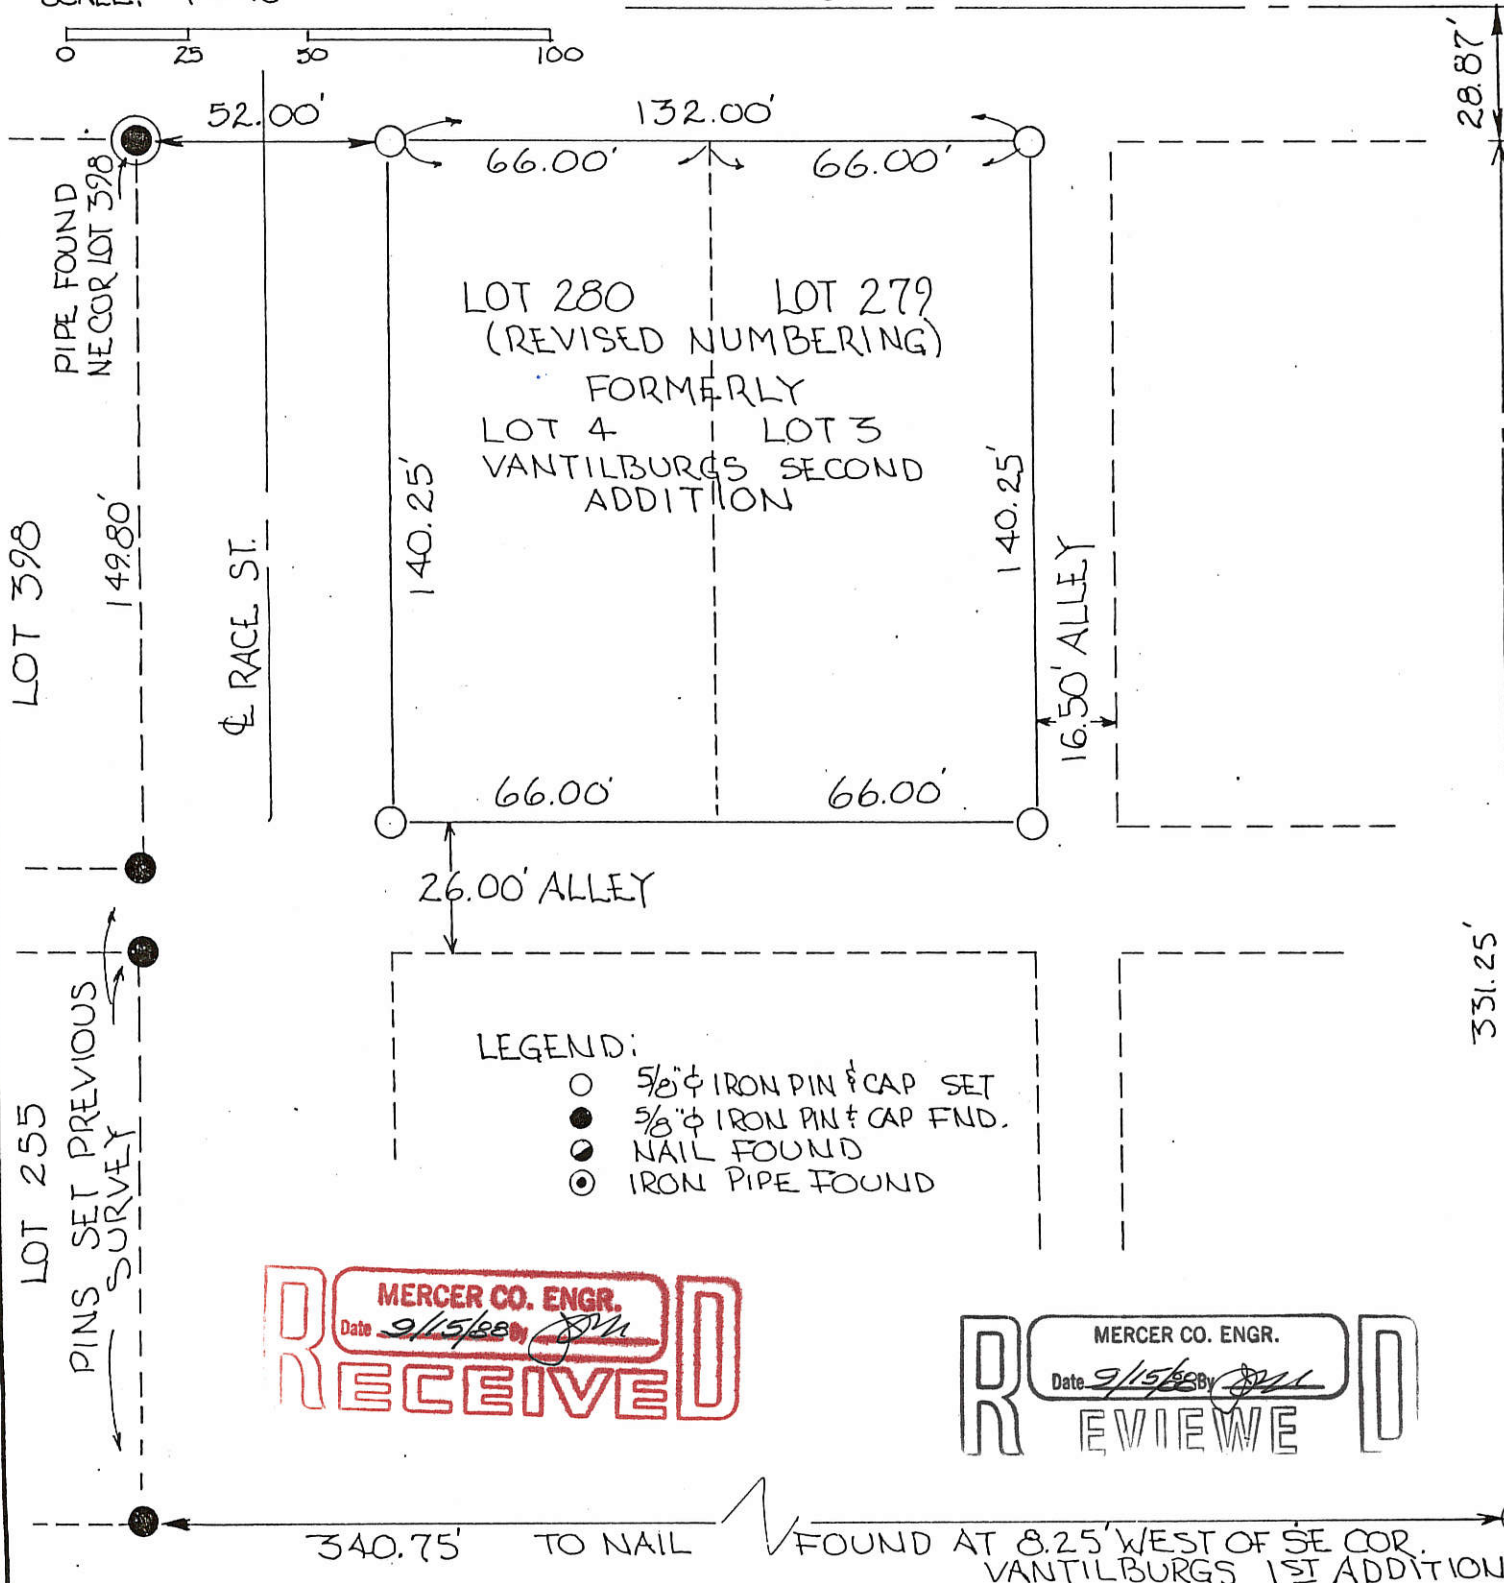 0 25 50 100
28.87'
52.00' 132.00'
66.00' 66.00'
PIPE FOUND
NE COR LOT 398
LOT 280 LOT 279
(REVISED NUMBERING)
FORMERLY
LOT 4 LOT 3
VANTILBURGS SECOND
ADDITION
140.25'
140.25'
149.80'
LOT 398
℄ RACE ST.
16.50' ALLEY
66.00' 66.00'
26.00' ALLEY
331.25'
LEGEND:
5/8"ϕ IRON PIN & CAP SET
5/8"ϕ IRON PIN & CAP FND.
NAIL FOUND
IRON PIPE FOUND
LOT 255
PINS SET PREVIOUS
SURVEY
MERCER CO. ENGR.
Date 9/15/88 By
RECEIVED
MERCER CO. ENGR.
Date 9/15/88 By
REVIEWED
340.75' TO NAIL FOUND AT 8.25' WEST OF SE COR.
VANTILBURGS 1ST ADDITION